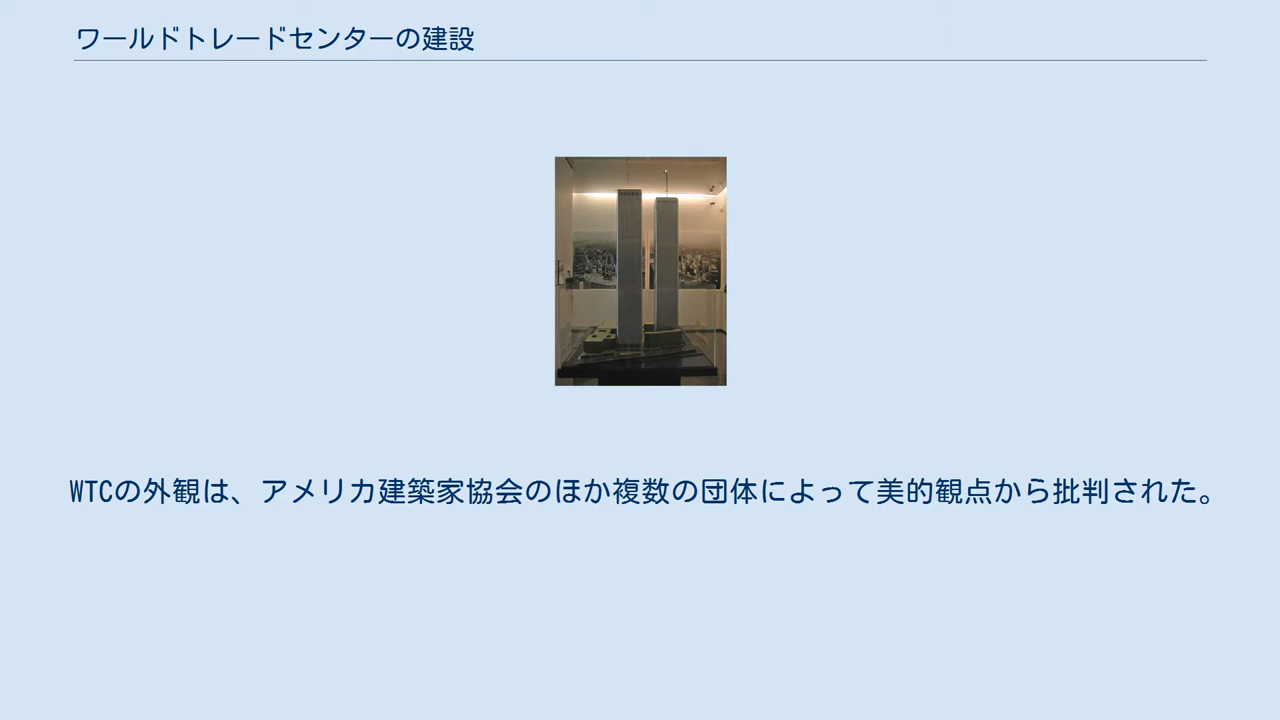 ワールドトレードセンターの建設
WTCの外観は、アメリカ建築家協会のほか複数の団体によって美的観点から批判された。